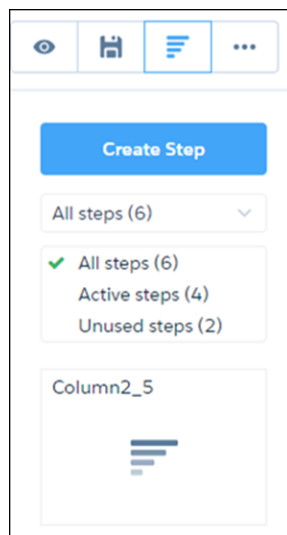 Create Step
All steps (6)
All steps (6)
Active steps (4)
Unused steps (2)
Column2_5